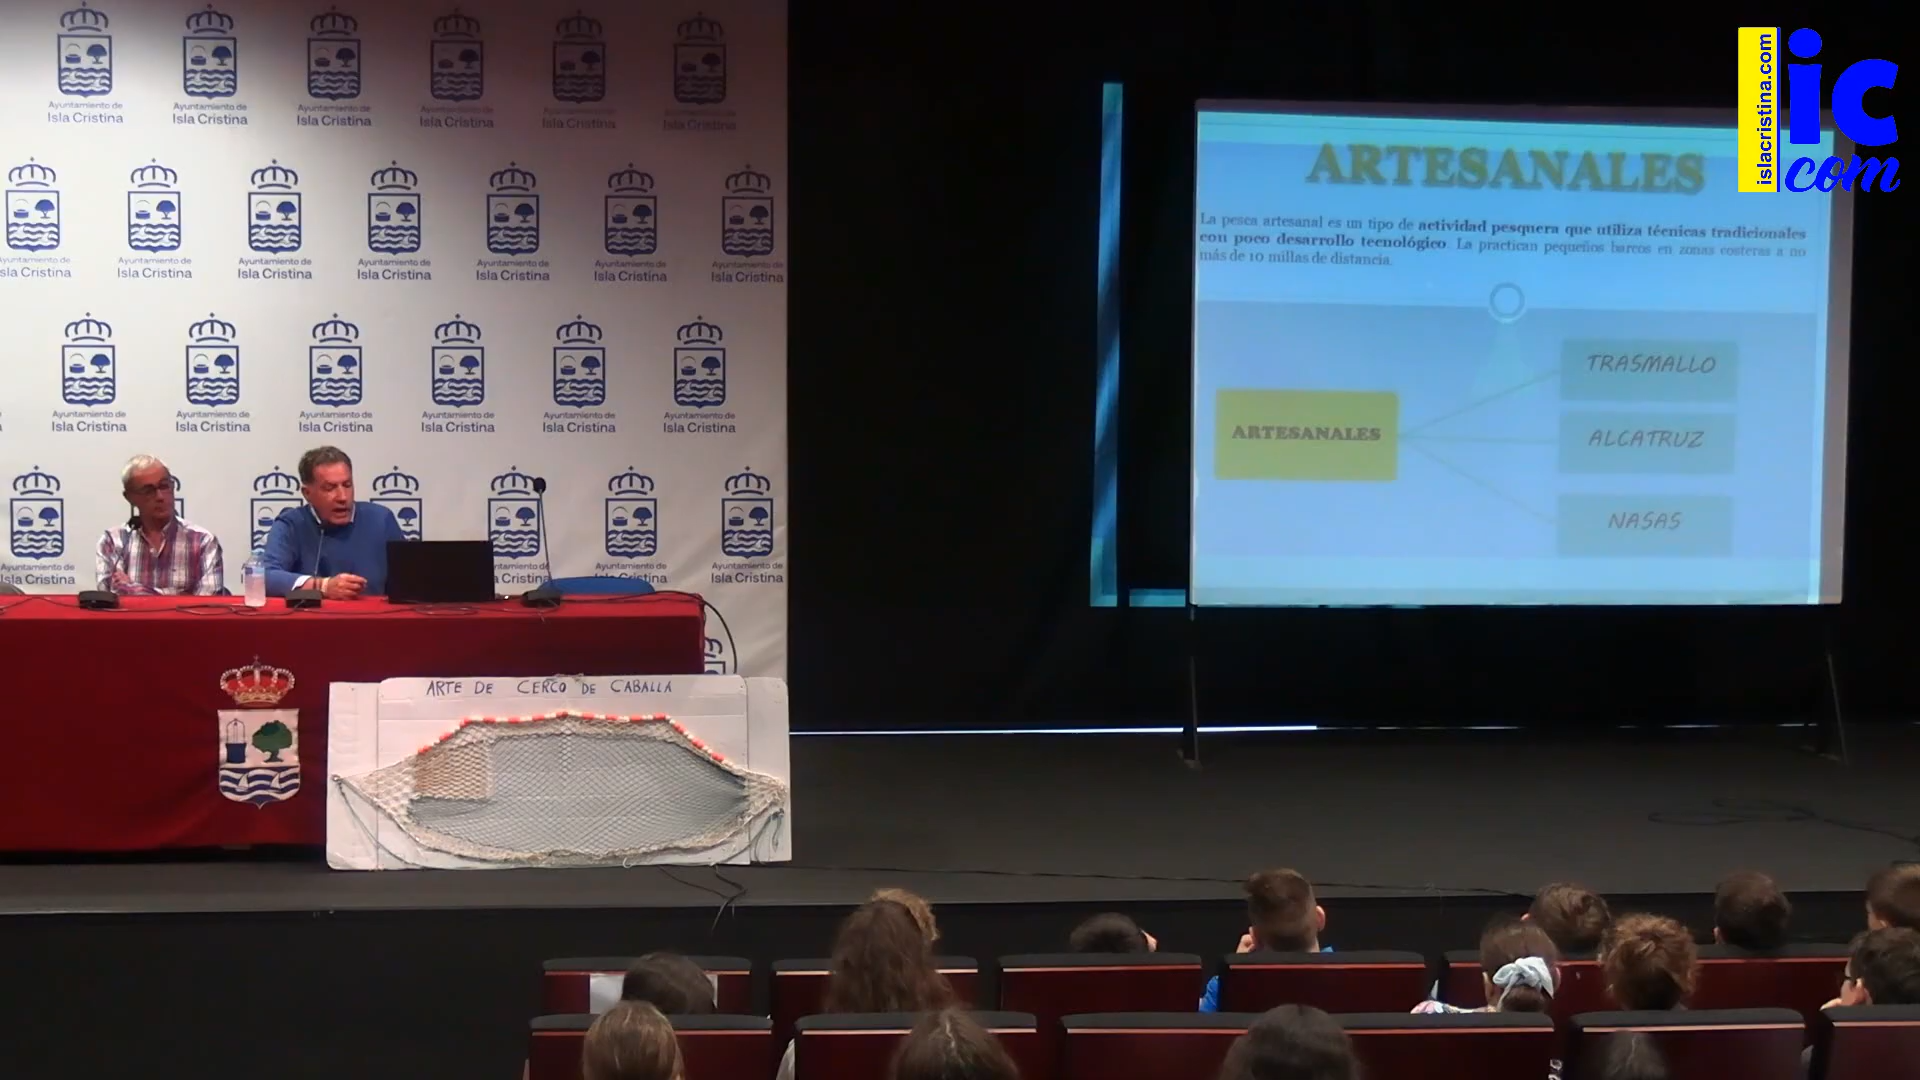 Ayuntamiento de
Isla Cristina
islacristina.com
ic
com
ARTESANALES
La pesca artesanal es un tipo de actividad pesquera que utiliza técnicas tradicionales
con poco desarrollo tecnológico. La practican pequeños barcos en zonas costeras a no
más de 10 millas de distancia.
ARTESANALES
TRASMALLO
ALCATRUZ
NASAS
ARTE DE CERCO DE CABALLA